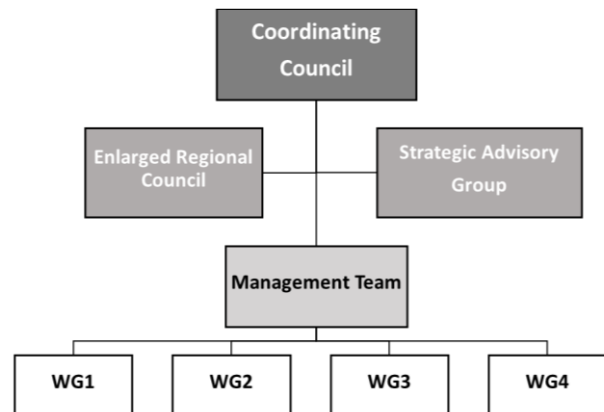 Coordinating
Council
Enlarged Regional
Council
Strategic Advisory
Group
Management Team
WG1
WG2
WG3
WG4